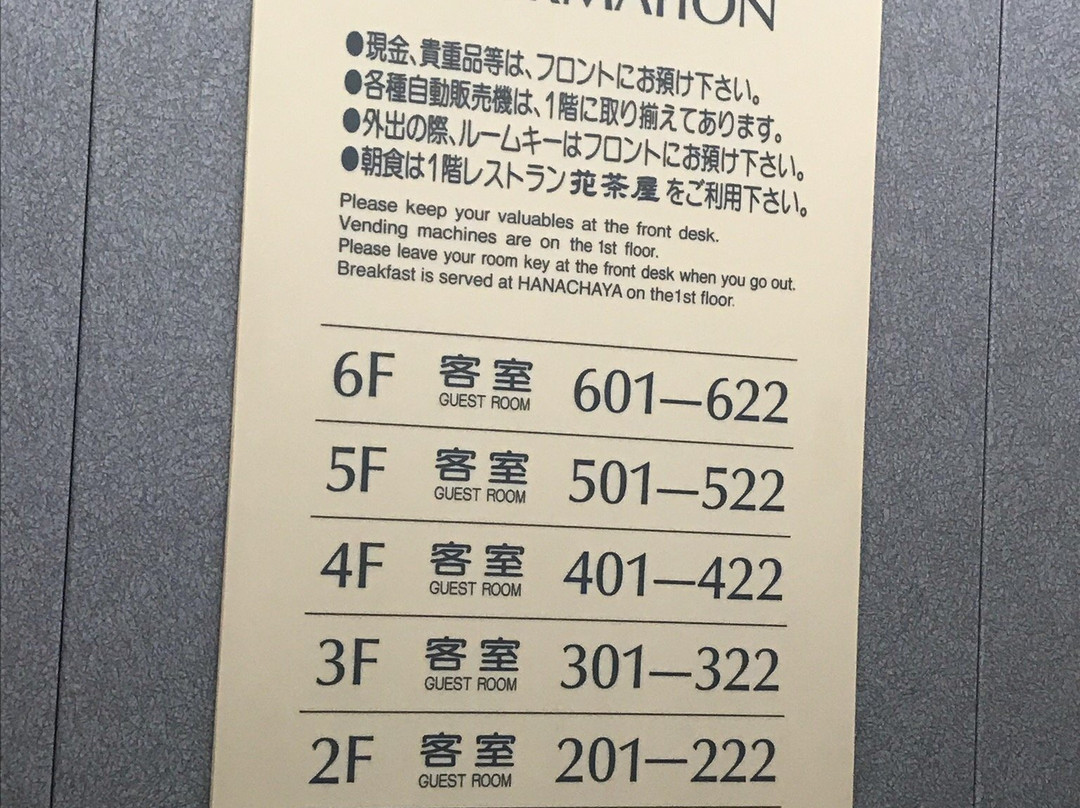 ●現金、貴重品等は、フロントにお預け下さい。
●各種自動販売機は、1階に取り揃えてあります。
●外出の際、ルームキーはフロントにお預け下さい。
●朝食は1階レストラン花茶屋をご利用下さい。
Please keep your valuables at the front desk.
Vending machines are on the 1st floor.
Please leave your room key at the front desk when you go out.
Breakfast is served at HANACHAYA on the1st floor.
6F 客室 601—622
GUEST ROOM
5F 客室 501—522
GUEST ROOM
4F 客室 401—422
GUEST ROOM
3F 客室 301—322
GUEST ROOM
2F 客室 201—222
GUEST ROOM